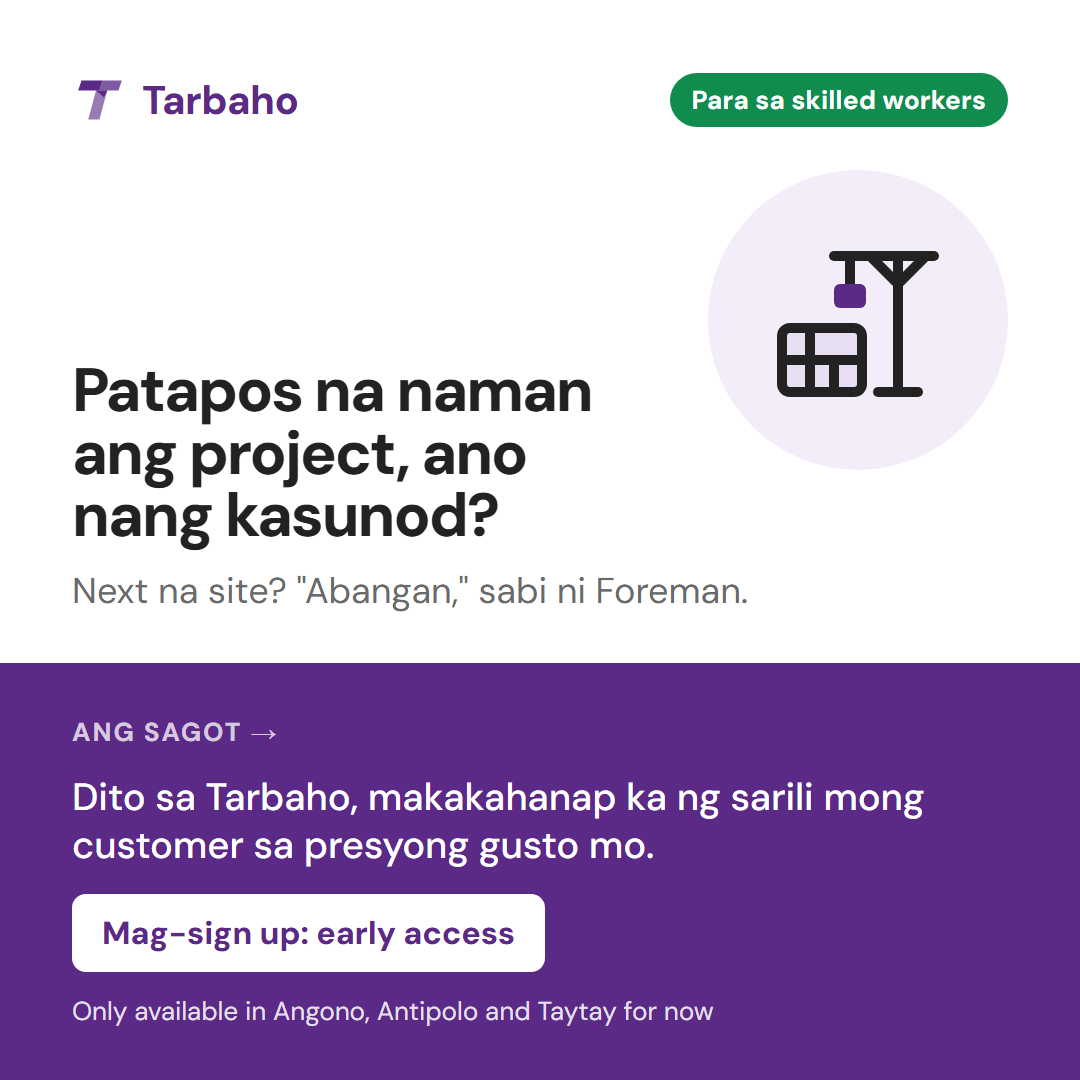 Tarbaho
Para sa skilled workers
Patapos na naman
ang project, ano
nang kasunod?
Next na site? "Abangan," sabi ni Foreman.
ANG SAGOT →
Dito sa Tarbaho, makakahanap ka ng sarili mong
customer sa presyong gusto mo.
Mag-sign up: early access
Only available in Angono, Antipolo and Taytay for now